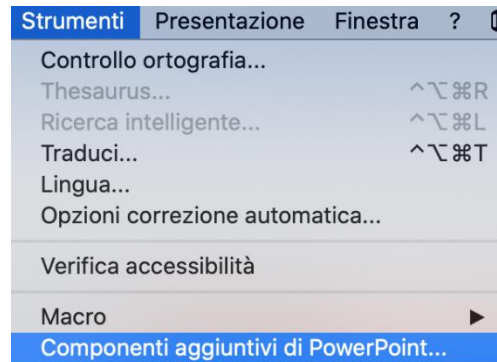 Strumenti Presentazione Finestra ?
Controllo ortografia...
Thesaurus... ^⌥⌘R
Ricerca intelligente... ^⌥⌘L
Traduci... ^⌥⌘T
Lingua...
Opzioni correzione automatica...
Verifica accessibilità
Macro ▶
Componenti aggiuntivi di PowerPoint...